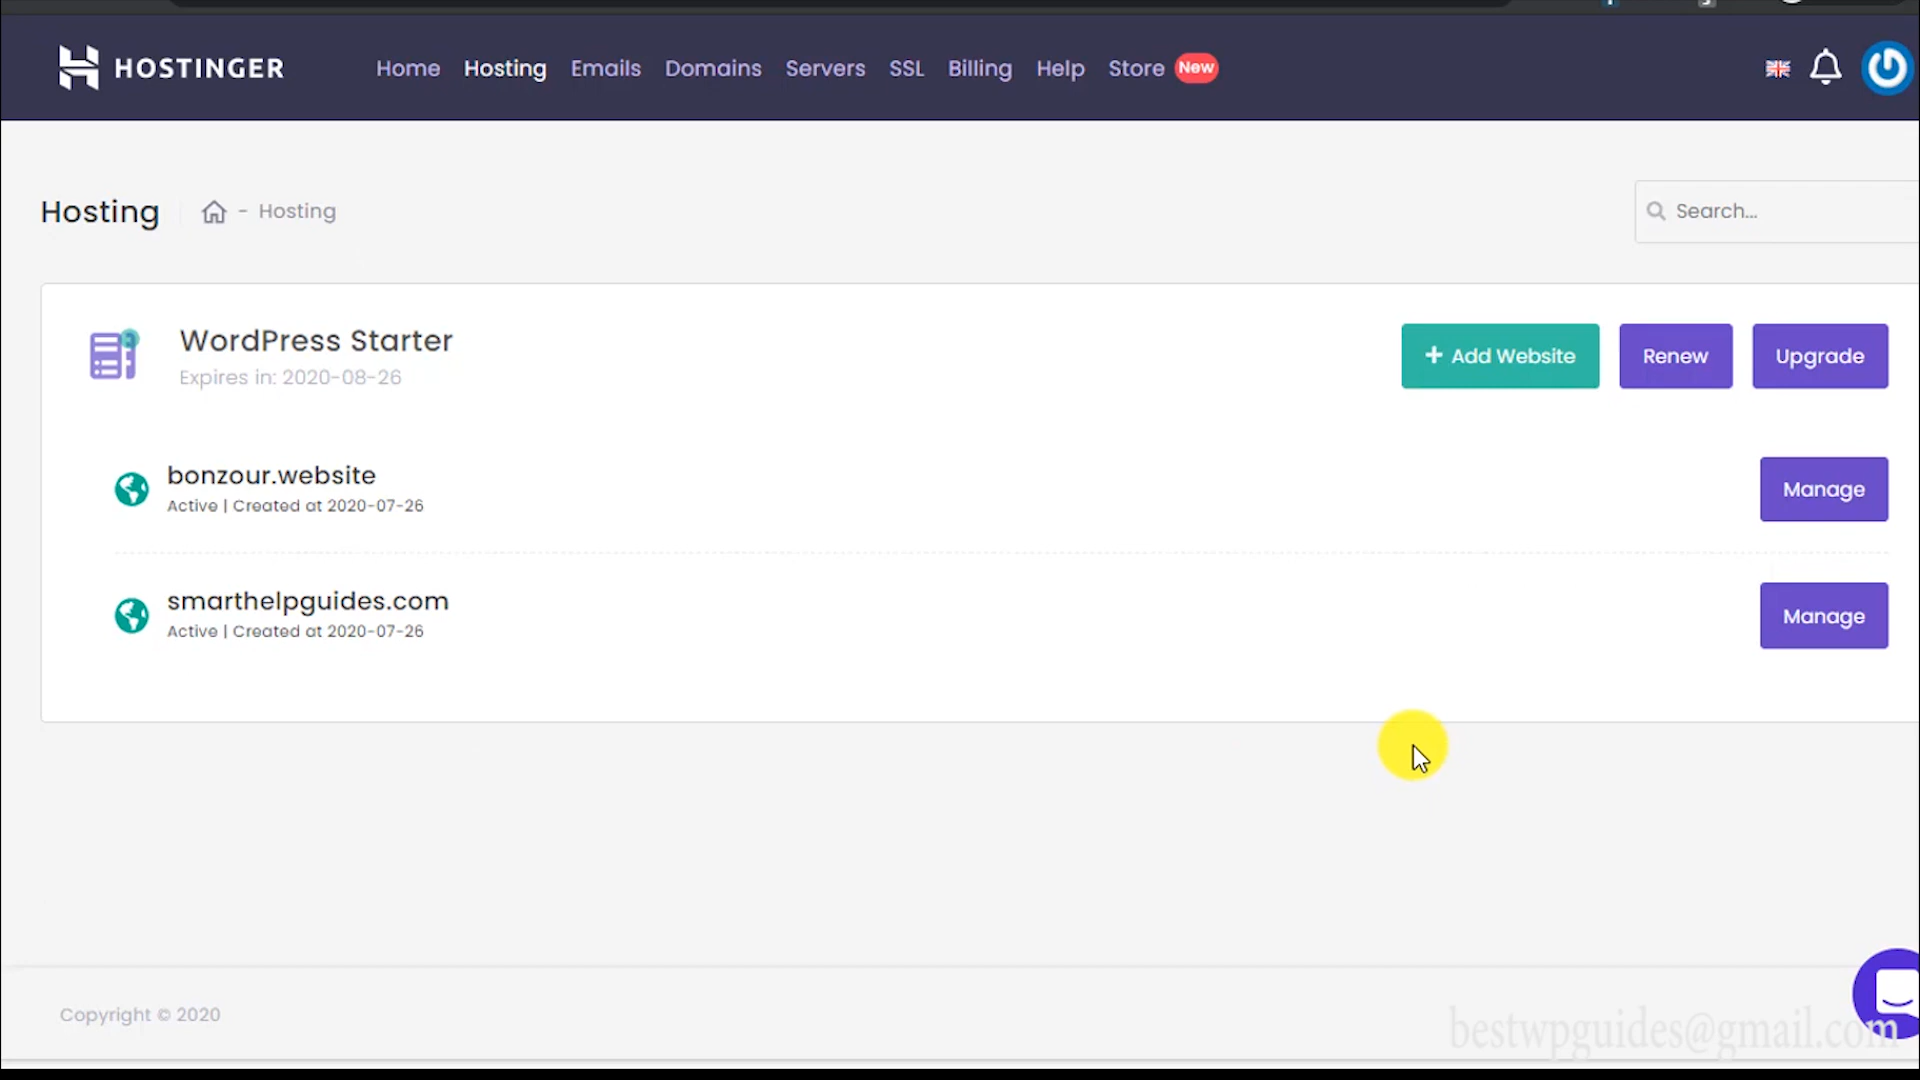 HOSTINGER Home Hosting Emails Domains Servers SSL Billing Help Store New
Hosting - Hosting Search...
WordPress Starter
Expires in: 2020-08-26
+ Add Website Renew Upgrade
bonzour.website
Active | Created at 2020-07-26
Manage
smarthelpguides.com
Active | Created at 2020-07-26
Manage
Copyright © 2020
bestwpguides@gmail.com